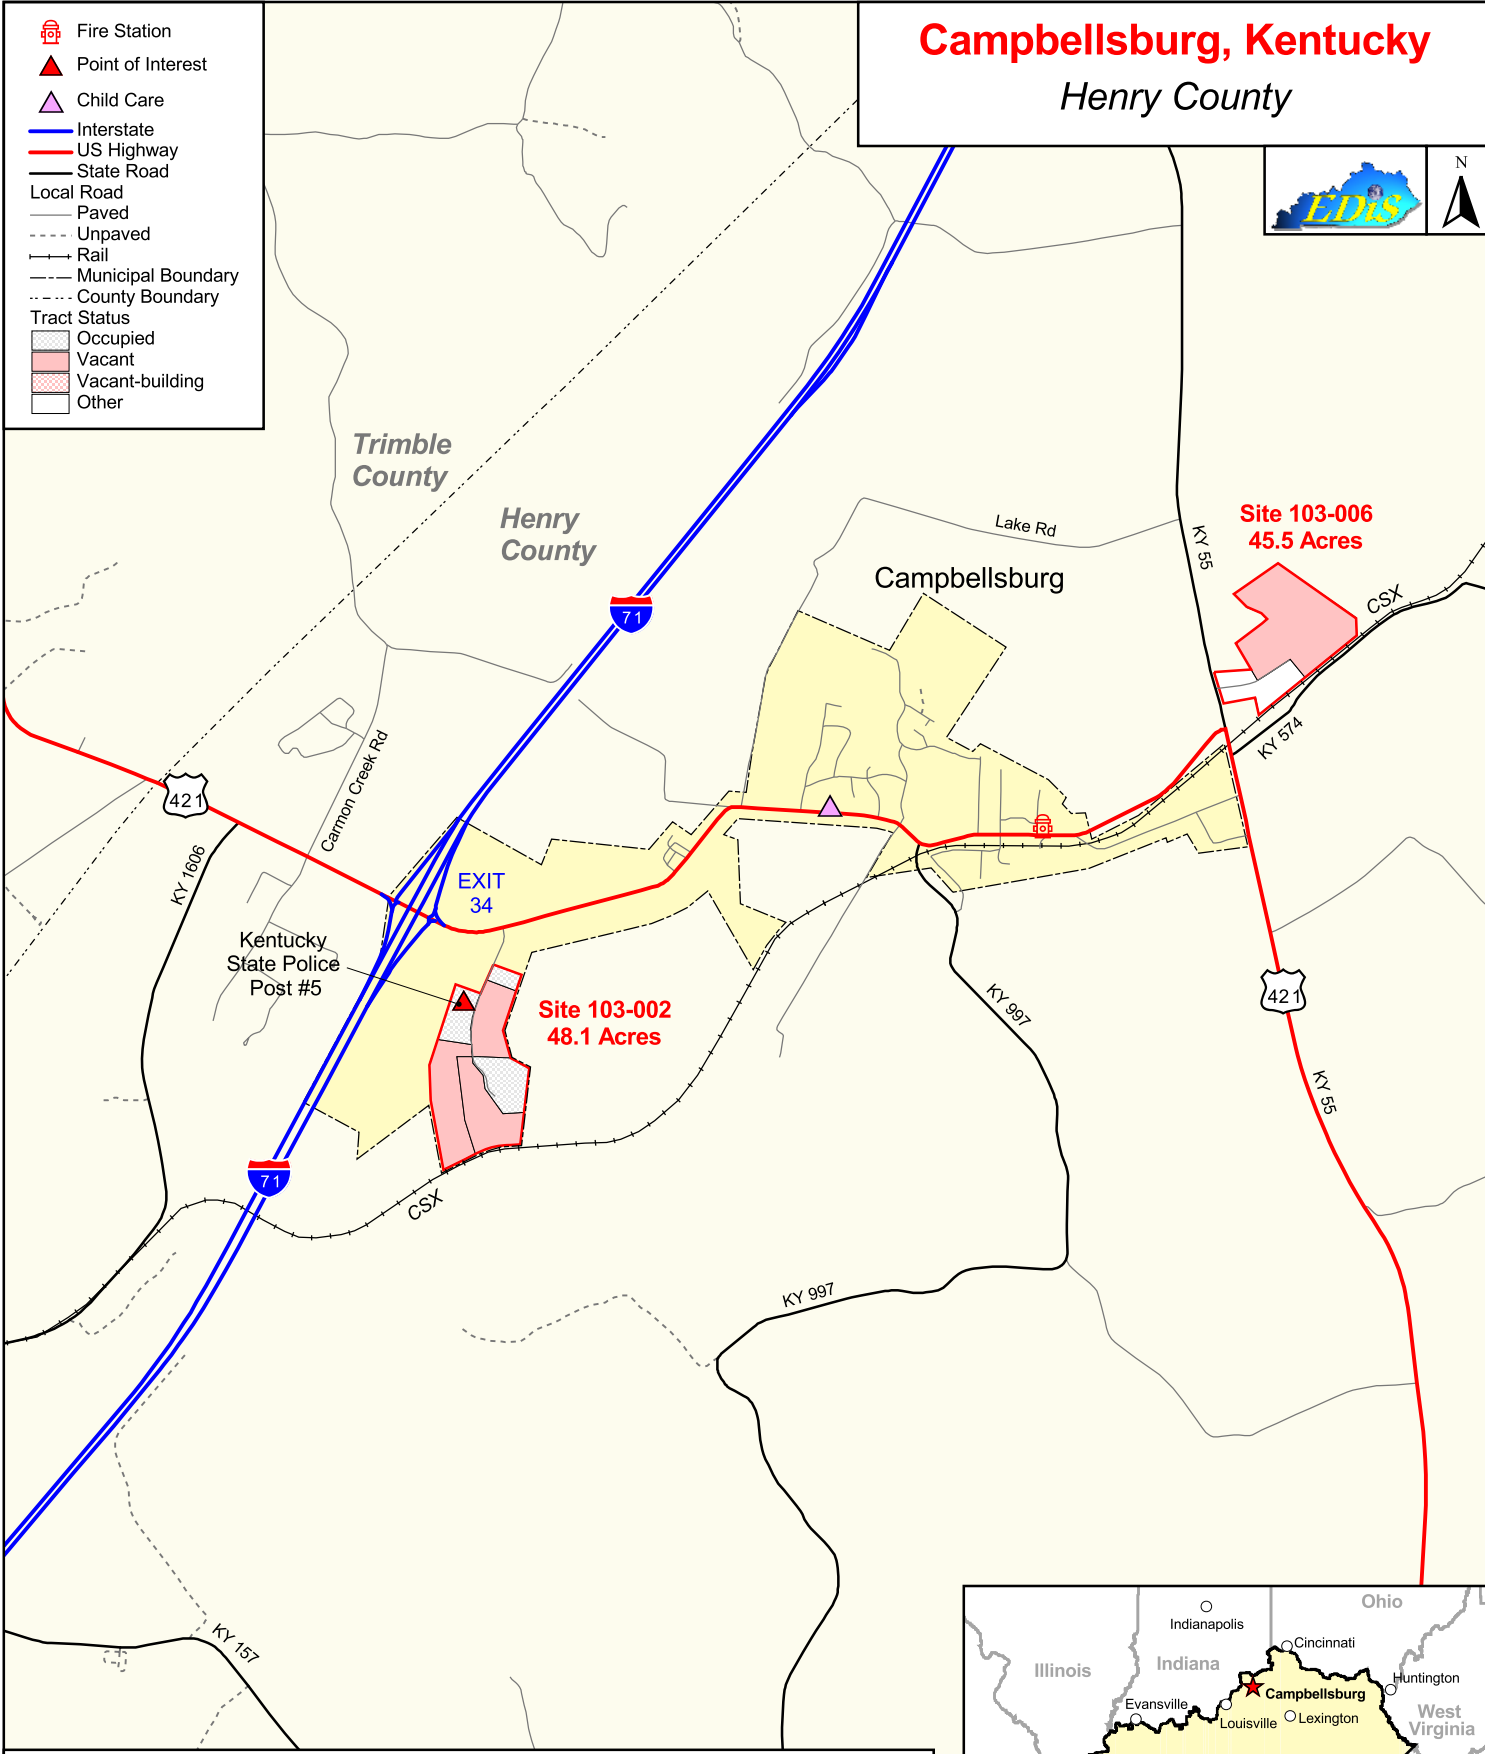 Fire Station
Point of Interest
Child Care
Interstate
US Highway
State Road
Local Road
Paved
Unpaved
Rail
Municipal Boundary
County Boundary
Tract Status
Occupied
Vacant
Vacant-building
Other
Campbellsburg, Kentucky
Henry County
EDiS
N
Trimble
County
Henry
County
Lake Rd
KY 55
Site 103-006
45.5 Acres
CSX
Campbellsburg
71
KY 574
421
Carmon Creek Rd
KY 1606
EXIT
34
Kentucky
State Police
Post #5
Site 103-002
48.1 Acres
KY 997
421
KY 55
71
CSX
KY 997
KY 157
Ohio
Indianapolis
Cincinnati
Illinois
Indiana
Huntington
Campbellsburg
Evansville
Louisville
Lexington
West
Virginia